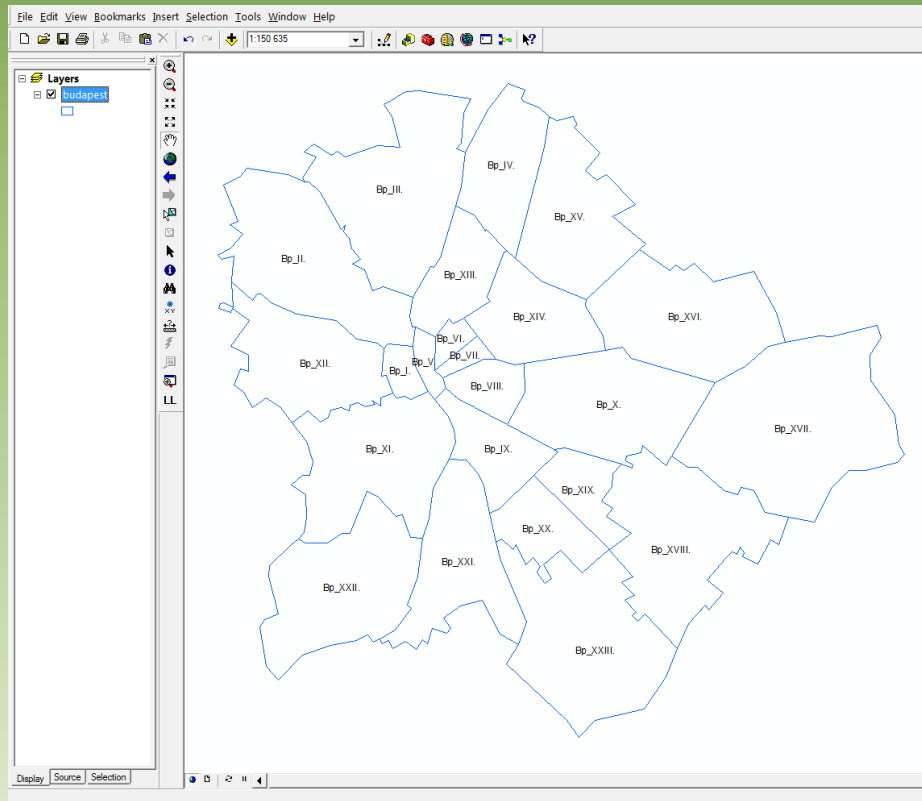 File Edit View Bookmarks Insert Selection Tools Window Help
1:150 635
Layers
budapest
XY
LL
Bp_IV.
Bp_III.
Bp_XV.
Bp_II.
Bp_XIII.
Bp_XIV.
Bp_XVI.
Bp_VI.
Bp_VII.
Bp_V
Bp_XII.
Bp_I.
Bp_VIII.
Bp_X.
Bp_XVII.
Bp_XI.
Bp_IX.
Bp_XIX.
Bp_XX.
Bp_XVIII.
Bp_XXI.
Bp_XXII.
Bp_XXIII.
Display Source Selection